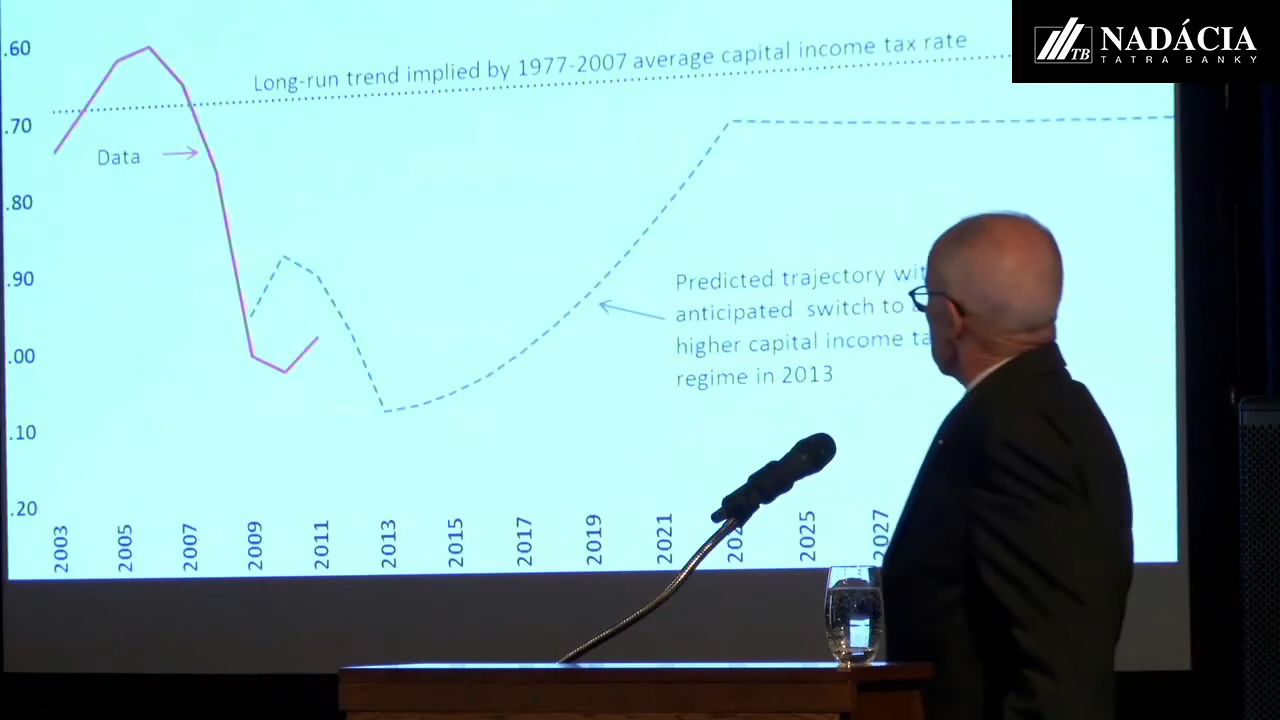 NADÁCIA
TB
TATRA BANKY
.60
Long-run trend implied by 1977-2007 average capital income tax rate
.70
Data
.80
.90
Predicted trajectory
anticipated switch to
higher capital income
regime in 2013
.00
.10
.20
2003
2005
2007
2009
2011
2013
2015
2017
2019
2021
2025
2027